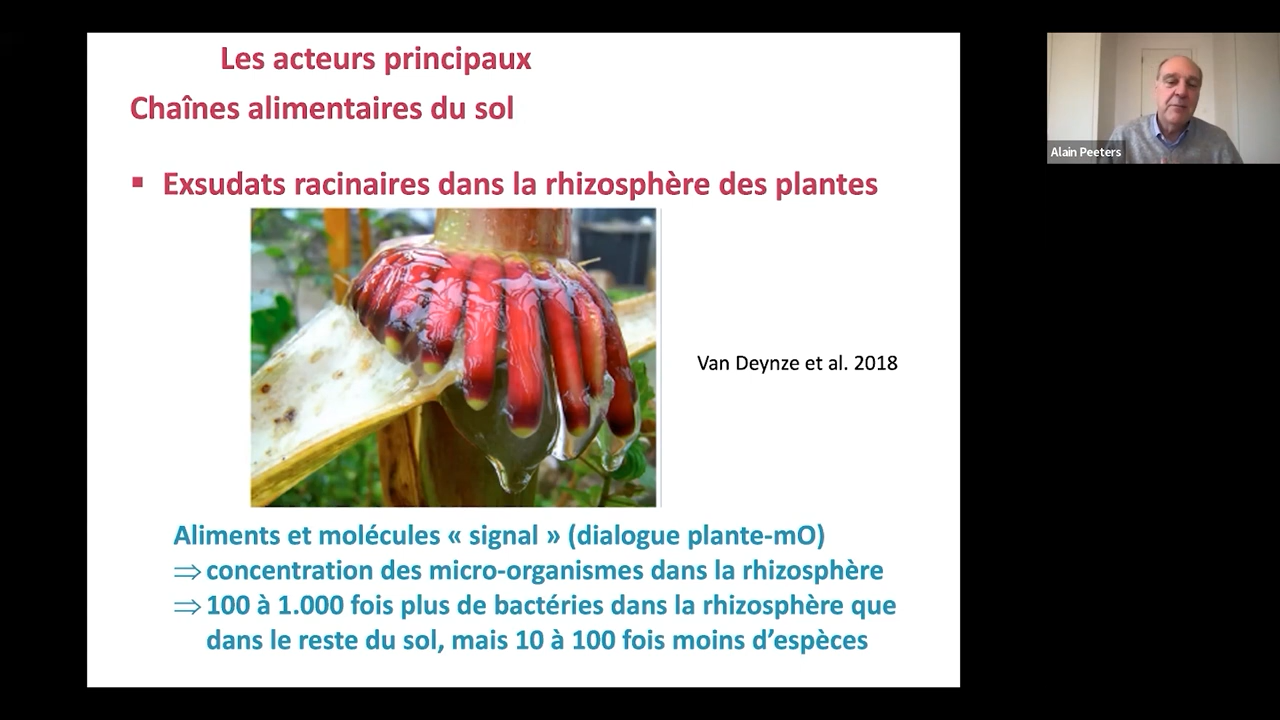 Les acteurs principaux
Chaînes alimentaires du sol
▪ Exsudats racinaires dans la rhizosphère des plantes
Alain Peeters
Van Deynze et al. 2018
Aliments et molécules « signal » (dialogue plante-mO)
⇒ concentration des micro-organismes dans la rhizosphère
⇒ 100 à 1.000 fois plus de bactéries dans la rhizosphère que
dans le reste du sol, mais 10 à 100 fois moins d’espèces